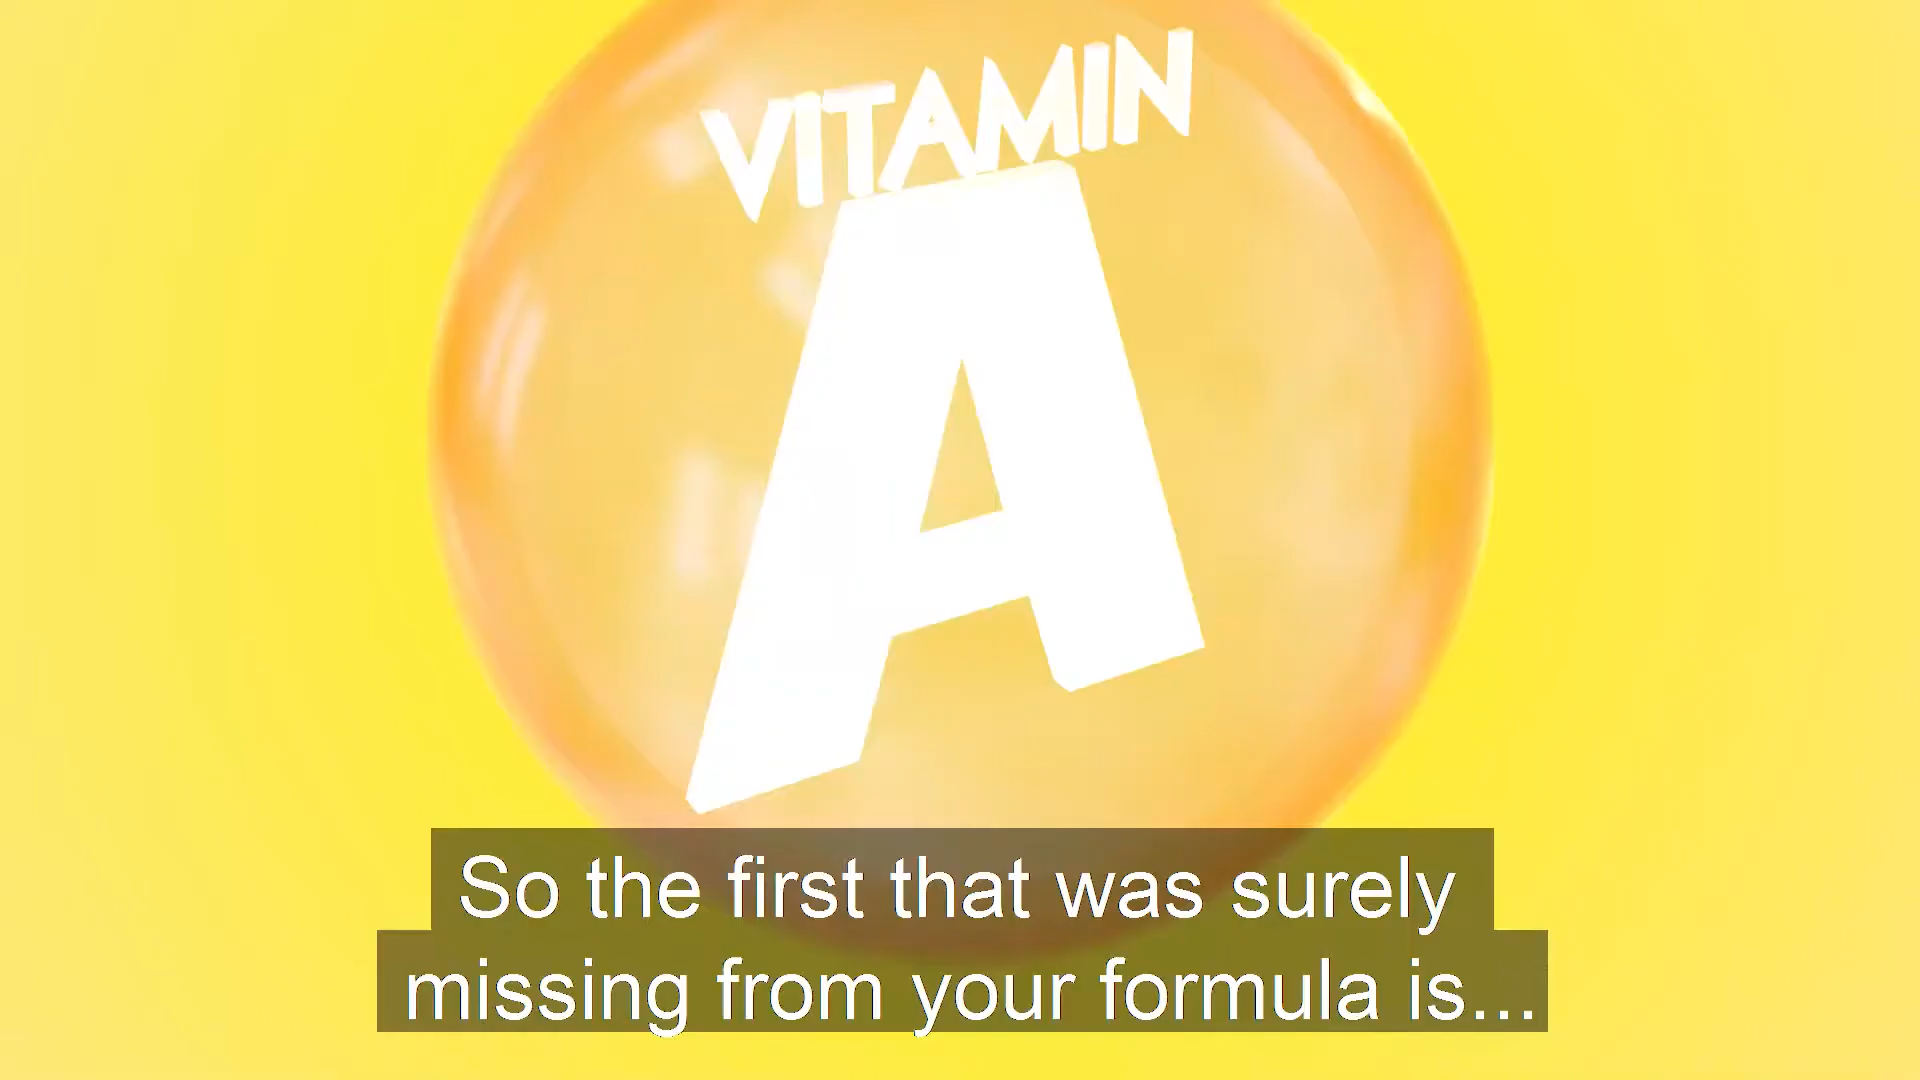 VITAMIN
A
So the first that was surely
missing from your formula is...